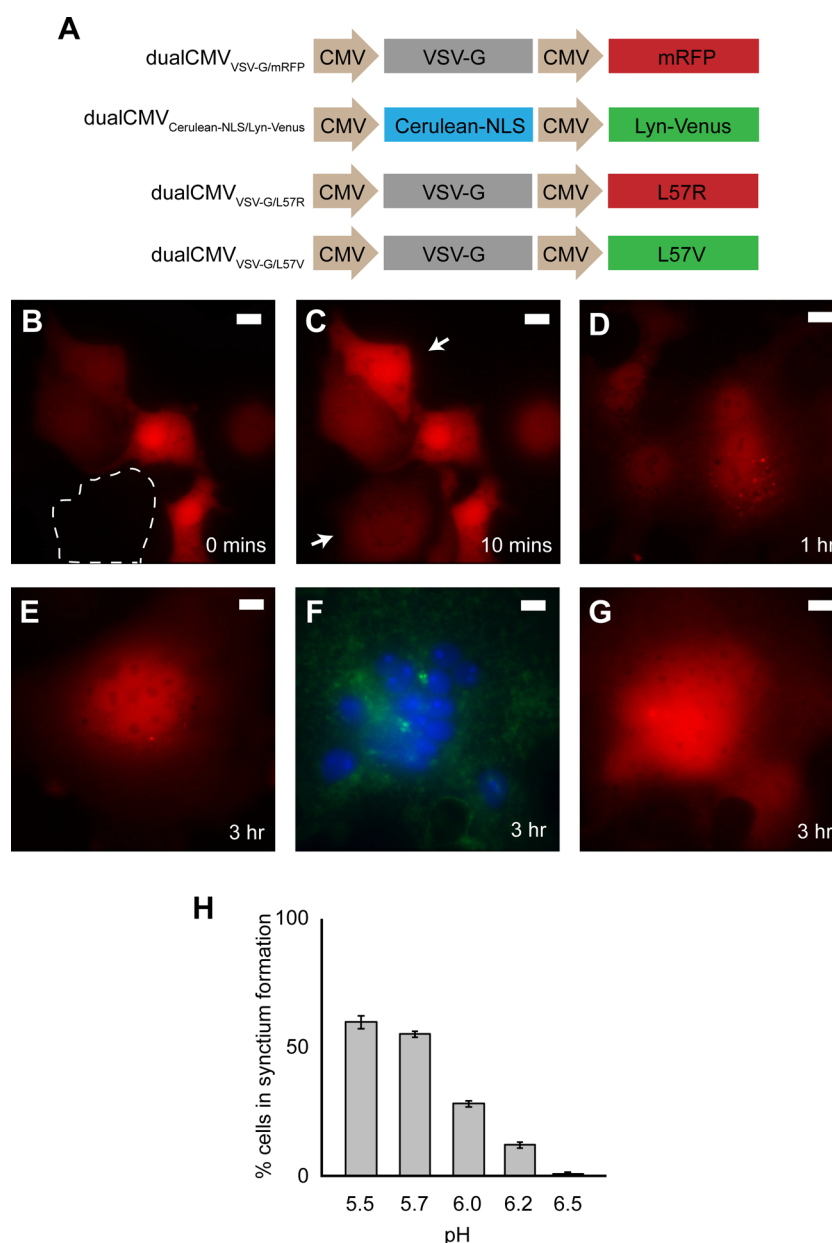 A
dualCMV VSV-G/mRFP CMV VSV-G CMV mRFP
dualCMV Cerulean-NLS/Lyn-Venus CMV Cerulean-NLS CMV Lyn-Venus
dualCMV VSV-G/L57R CMV VSV-G CMV L57R
dualCMV VSV-G/L57V CMV VSV-G CMV L57V
B C D
0 mins 10 mins 1 hr
E F G
3 hr 3 hr 3 hr
H
% cells in synctium formation
100
50
0
5.5 5.7 6.0 6.2 6.5
pH